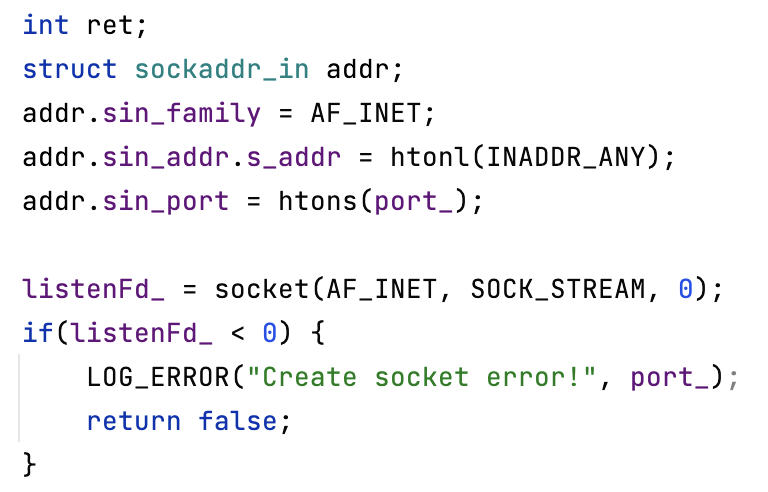 int ret;
struct sockaddr_in addr;
addr.sin_family = AF_INET;
addr.sin_addr.s_addr = htonl(INADDR_ANY);
addr.sin_port = htons(port_);

listenFd_ = socket(AF_INET, SOCK_STREAM, 0);
if(listenFd_ < 0) {
    LOG_ERROR("Create socket error!", port_);
    return false;
}